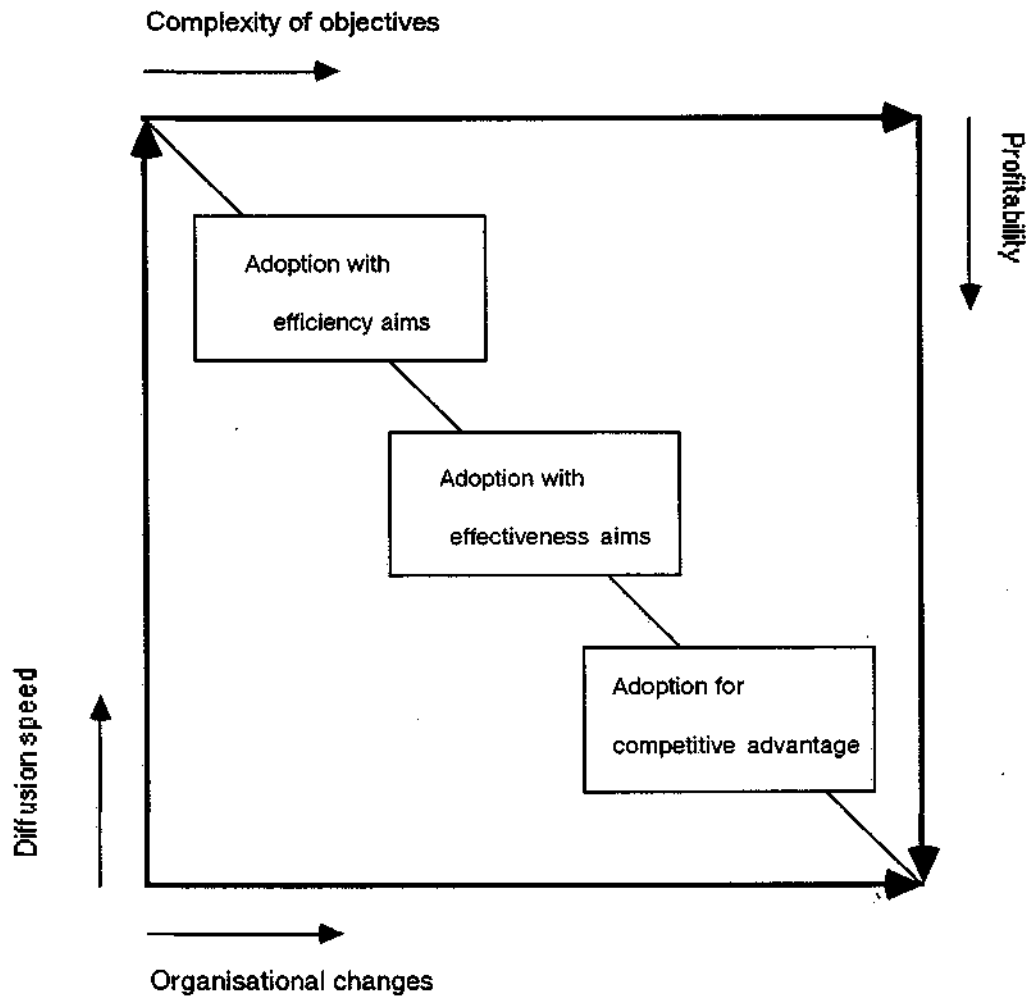 Complexity of objectives
Profitability
Adoption with
efficiency aims
Adoption with
effectiveness aims
Adoption for
competitive advantage
Diffusion speed
Organisational changes